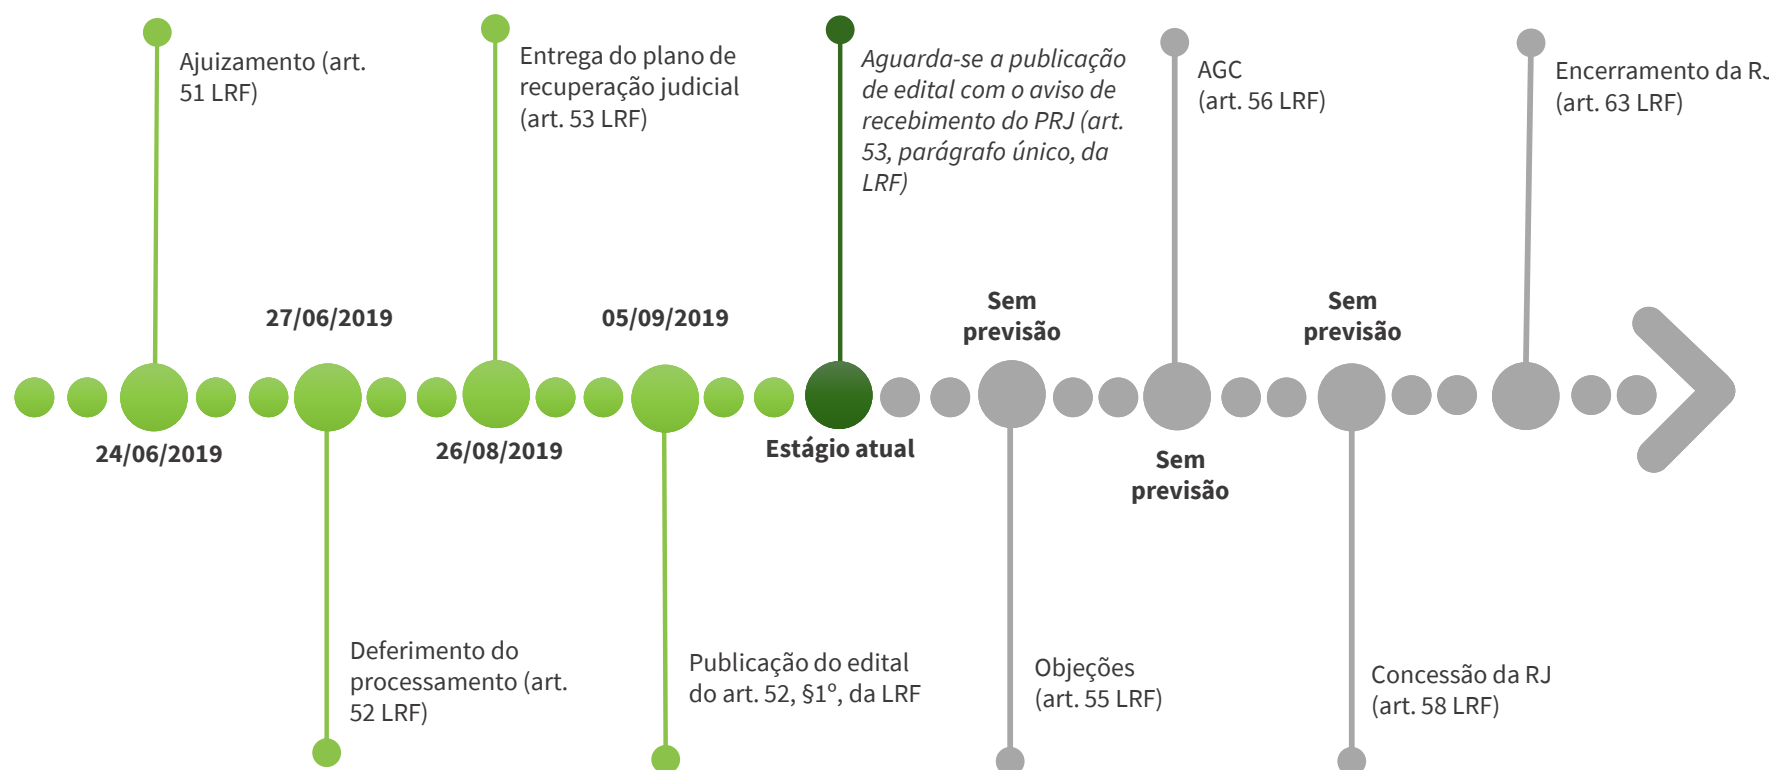 Ajuizamento (art.
51 LRF)
Entrega do plano de
recuperação judicial
(art. 53 LRF)
Aguarda-se a publicação
de edital com o aviso de
recebimento do PRJ (art.
53, parágrafo único, da
LRF)
AGC
(art. 56 LRF)
Encerramento da RJ
(art. 63 LRF)
27/06/2019
05/09/2019
Sem
previsão
Sem
previsão
24/06/2019
26/08/2019
Estágio atual
Sem
previsão
Deferimento do
processamento (art.
52 LRF)
Publicação do edital
do art. 52, §1º, da LRF
Objeções
(art. 55 LRF)
Concessão da RJ
(art. 58 LRF)